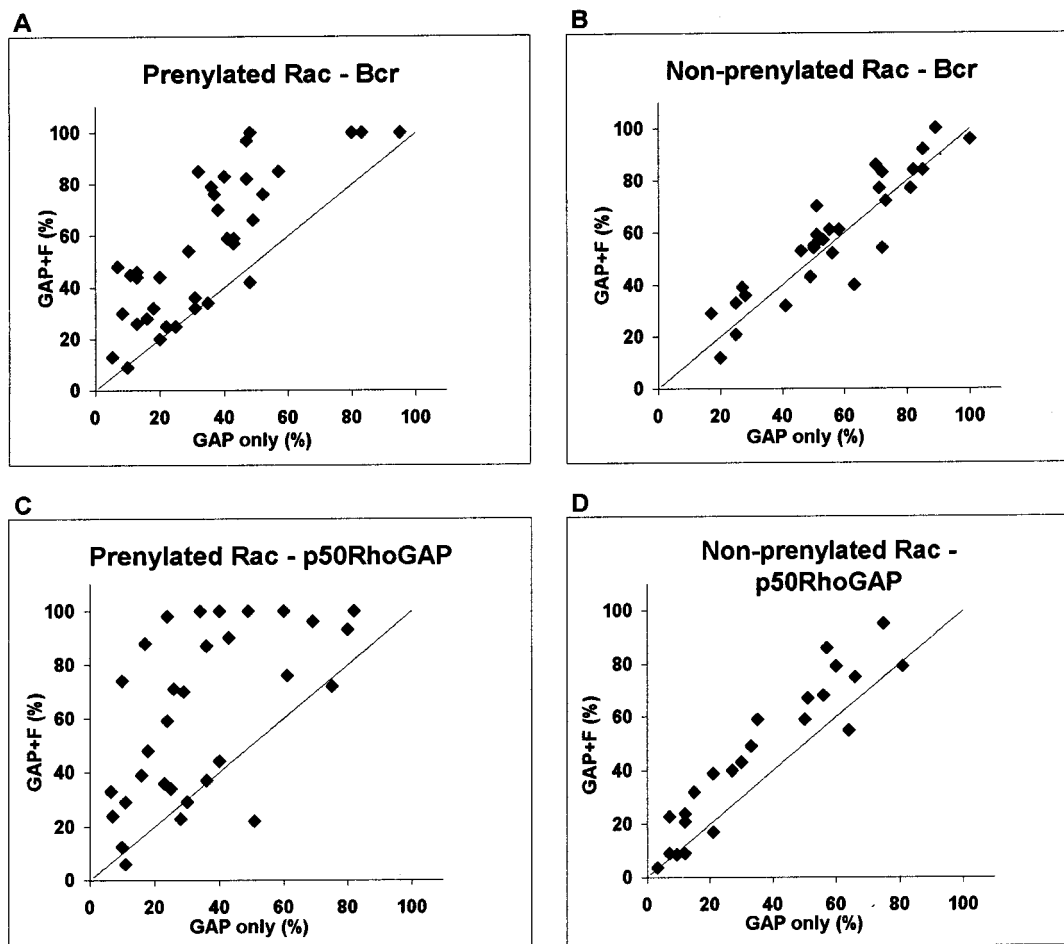 A
Prenylated Rac - Bcr
100
80
60
40
20
0
GAP+F (%)
0 20 40 60 80 100
GAP only (%)
B
Non-prenylated Rac - Bcr
100
80
60
40
20
0
GAP+F (%)
0 20 40 60 80 100
GAP only (%)
C
Prenylated Rac - p50RhoGAP
100
80
60
40
20
0
GAP+F (%)
0 20 40 60 80 100
GAP only (%)
D
Non-prenylated Rac -
p50RhoGAP
100
80
60
40
20
0
GAP+F (%)
0 20 40 60 80 100
GAP only (%)